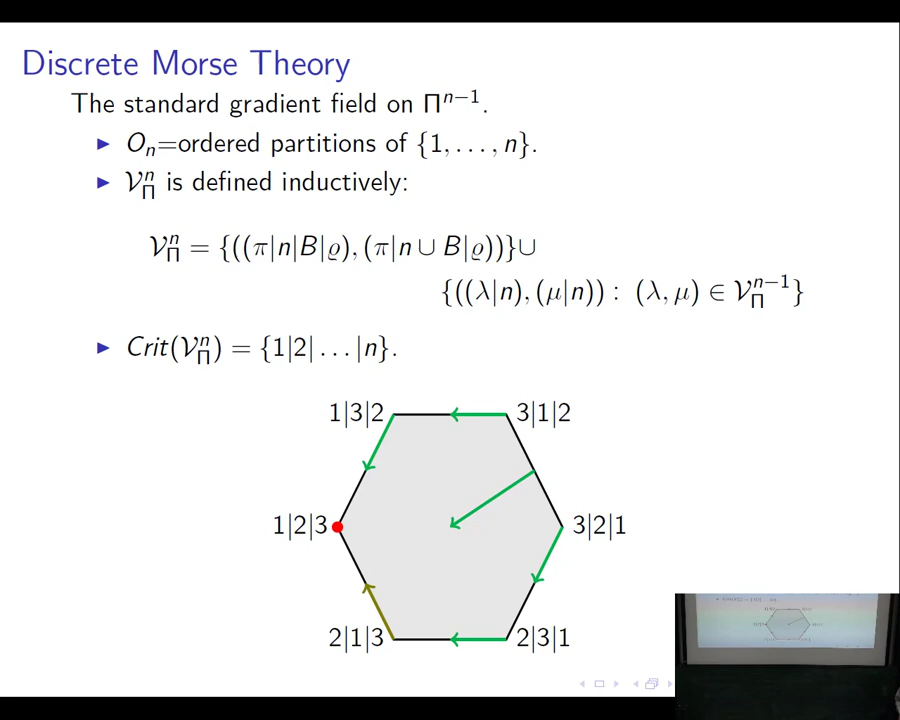 Discrete Morse Theory
The standard gradient field on Π^{n−1}.
▶ O_n=ordered partitions of {1, . . . , n}.
▶ 𝒱_Π^n is defined inductively:
𝒱_Π^n = {((π|n|B|ϱ), (π|n ∪ B|ϱ))}∪
{((λ|n), (μ|n)) : (λ, μ) ∈ 𝒱_Π^{n−1}}
▶ Crit(𝒱_Π^n) = {1|2| . . . |n}.
1|3|2 3|1|2
1|2|3 3|2|1
2|1|3 2|3|1